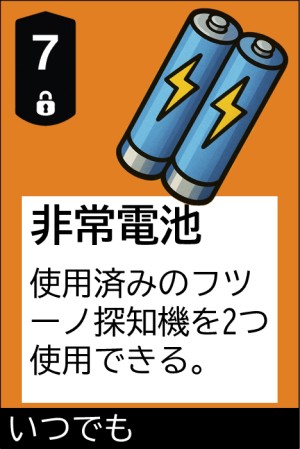 7
非常電池
使用済みのフツ
ーノ探知機を2つ
使用できる。
いつでも